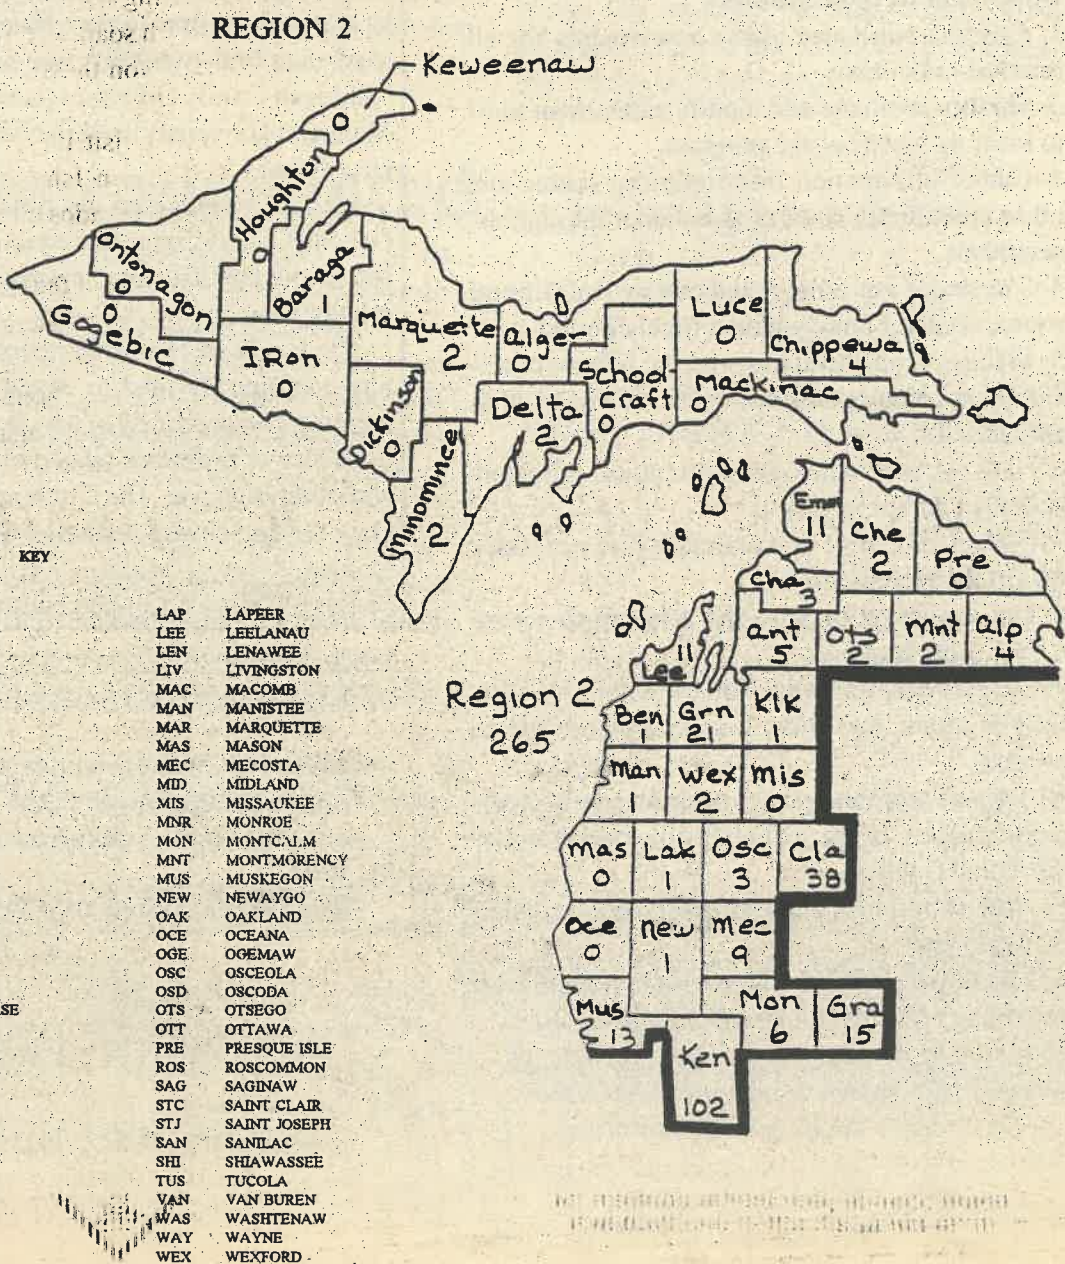 REGION 2
Keweenaw
0
Houghton
0
Ontonagon
0
Baraga
1
0
Gogebic
IRon
0
Marquette
2
Alger
0
Luce
0
Chippewa
4
School-
craft
0
Mackinac
0
Dickinson
0
Delta
2
Minominee
2
Emm
11
Che
2
Pre
0
Cha
3
ant
5
ots
2
mnt
2
alp
4
11
Lee
Region 2
265
Ben
1
Grn
21
KlK
1
Man
1
Wex
2
Mis
0
mas
0
Lak
1
Osc
3
Cla
38
Oce
0
new
1
mec
9
Mus
13
Mon
6
Gra
15
Ken
102
KEY
LAP LAPEER
LEE LEELANAU
LEN LENAWEE
LIV LIVINGSTON
MAC MACOMB
MAN MANISTEE
MAR MARQUETTE
MAS MASON
MEC MECOSTA
MID MIDLAND
MIS MISSAUKEE
MNR MONROE
MON MONTCALM
MNT MONTMORENCY
MUS MUSKEGON
NEW NEWAYGO
OAK OAKLAND
OCE OCEANA
OGE OGEMAW
OSC OSCEOLA
OSD OSCODA
SE OTS OTSEGO
OTT OTTAWA
PRE PRESQUE ISLE
ROS ROSCOMMON
SAG SAGINAW
STC SAINT CLAIR
STJ SAINT JOSEPH
SAN SANILAC
SHI SHIAWASSEE
TUS TUCOLA
VAN VAN BUREN
WAS WASHTENAW
WAY WAYNE
WEX WEXFORD